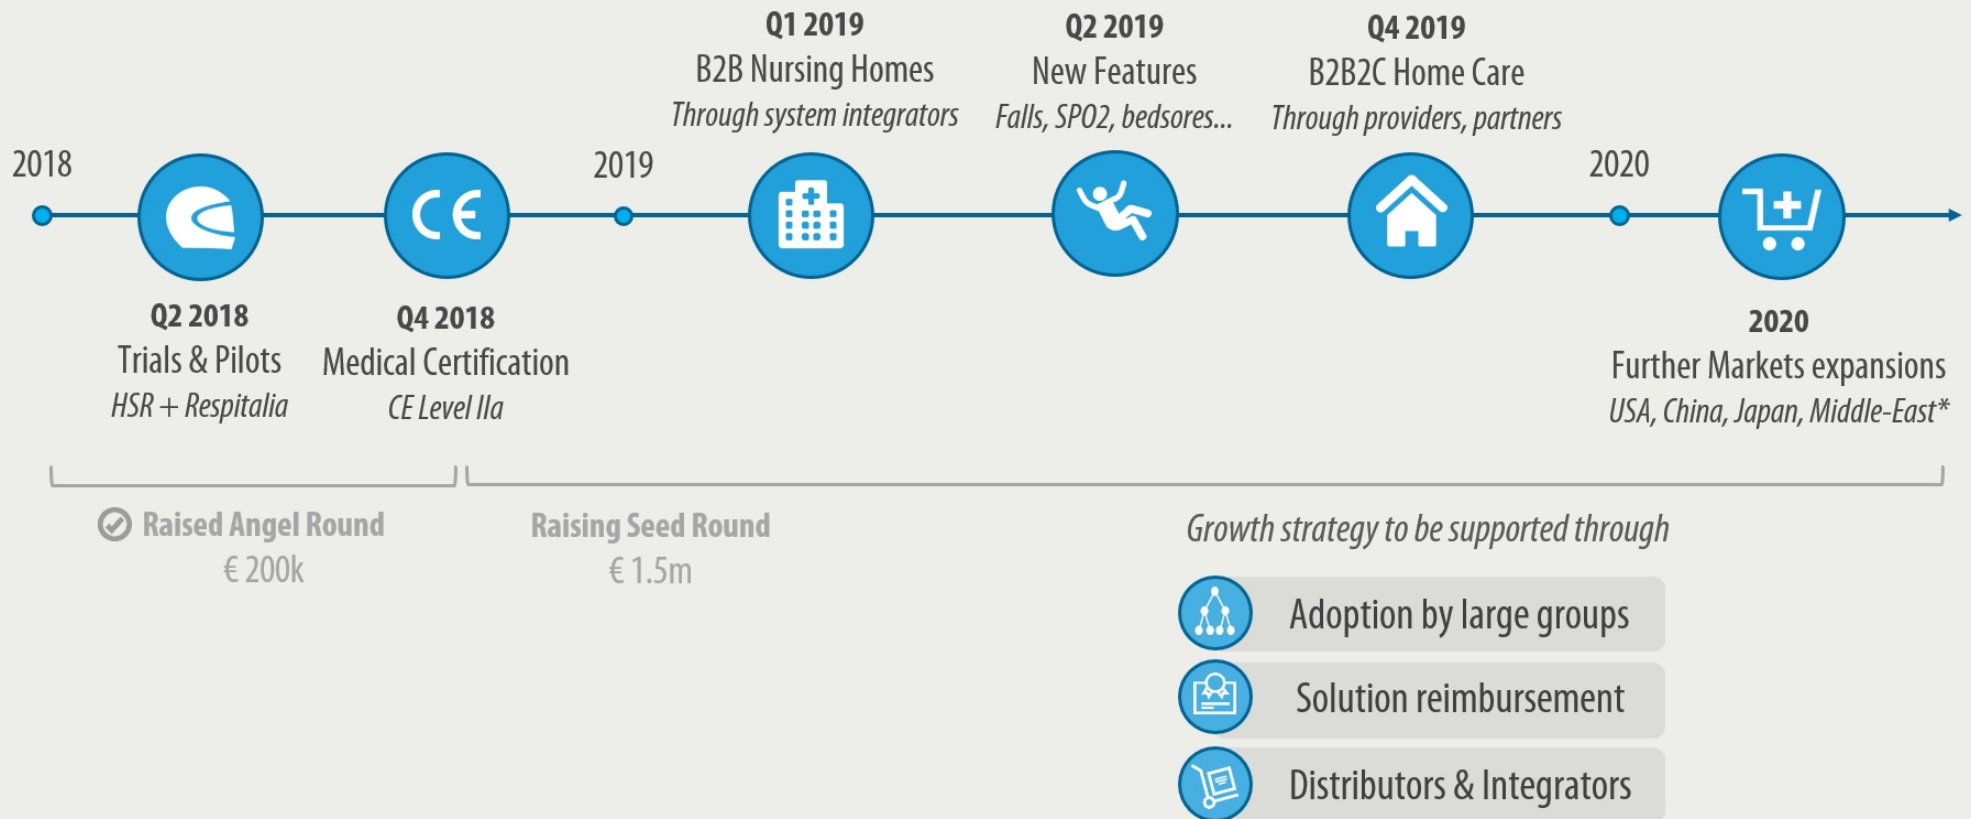 2018
Q2 2018
Trials & Pilots
HSR + Respitalia
CE
Q4 2018
Medical Certification
CE Level IIa
2019
Q1 2019
B2B Nursing Homes
Through system integrators
Q2 2019
New Features
Falls, SPO2, bedsores...
Q4 2019
B2B2C Home Care
Through providers, partners
2020
2020
Further Markets expansions
USA, China, Japan, Middle-East*
Raised Angel Round
€ 200k
Raising Seed Round
€ 1.5m
Growth strategy to be supported through
Adoption by large groups
Solution reimbursement
Distributors & Integrators